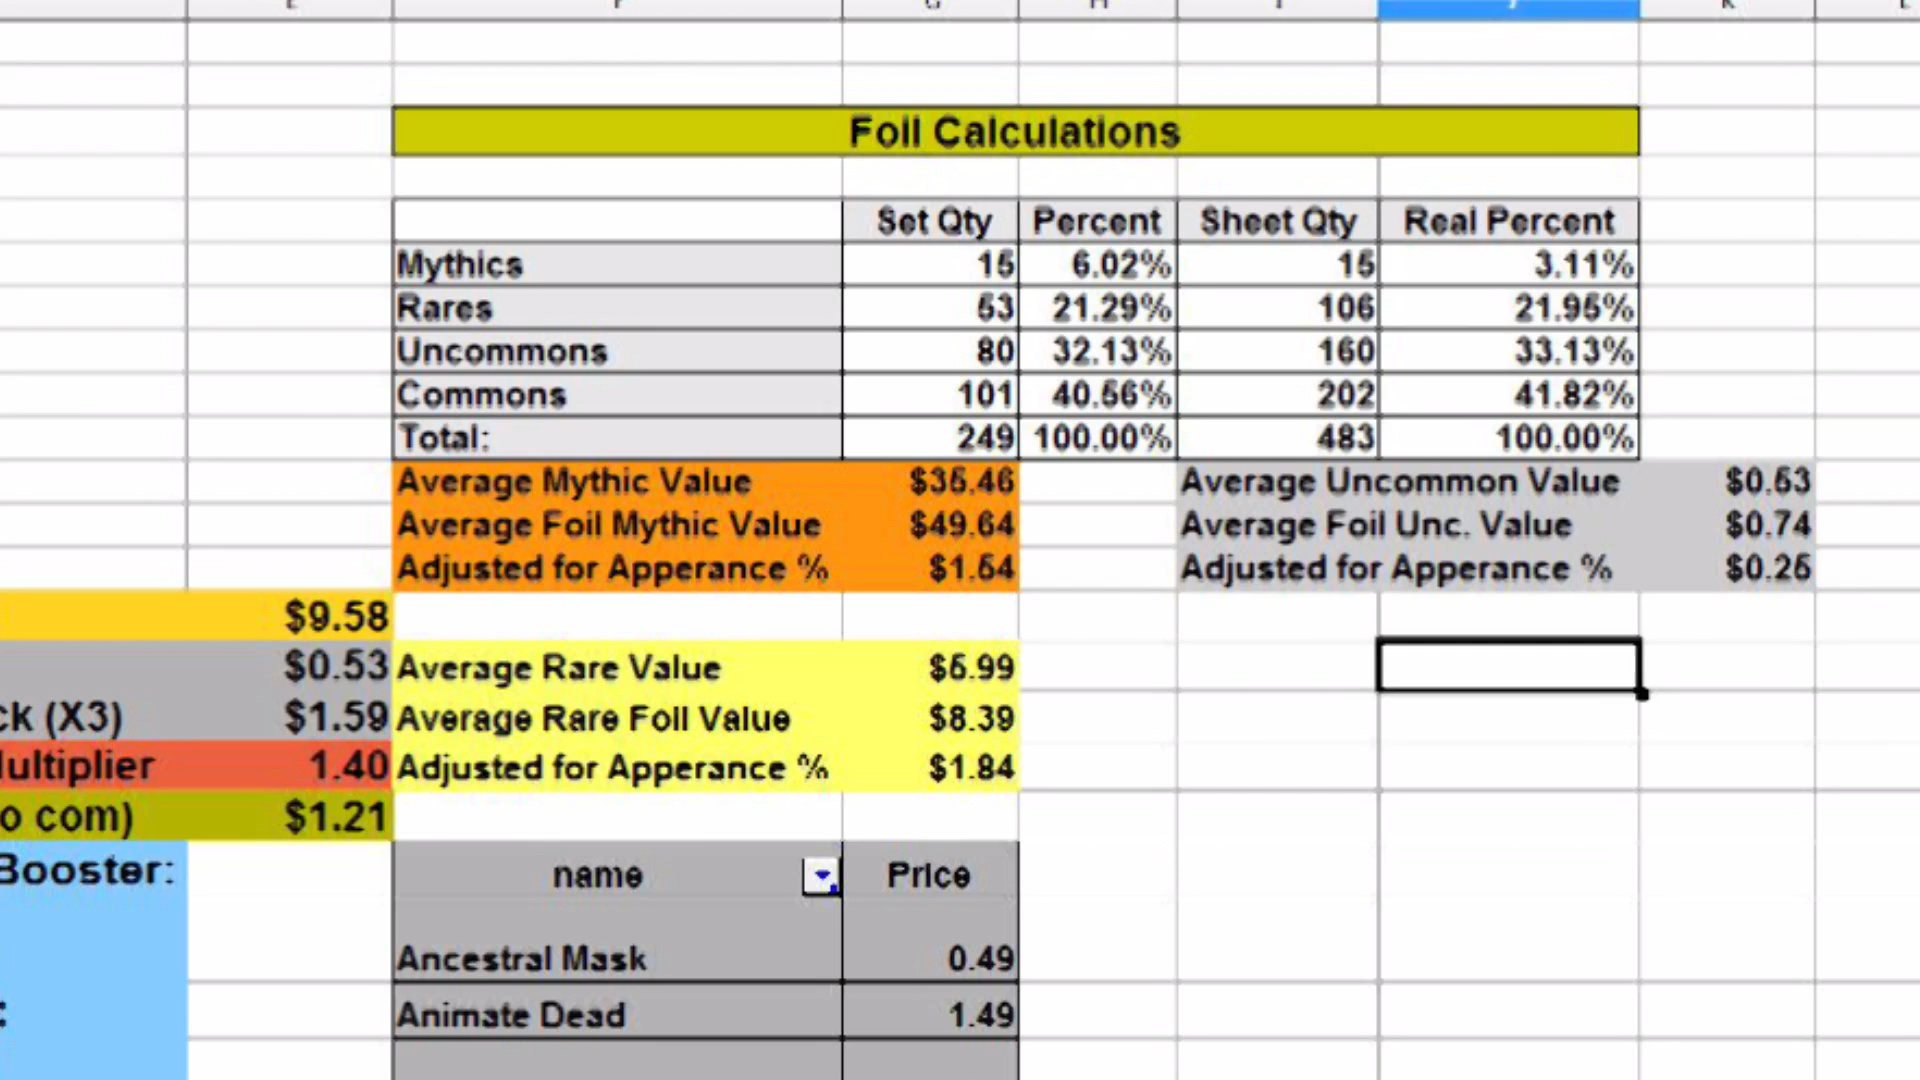 E F G H I J K L
Foil Calculations
Set Qty Percent Sheet Qty Real Percent
Mythics 15 6.02% 15 3.11%
Rares 53 21.29% 106 21.95%
Uncommons 80 32.13% 160 33.13%
Commons 101 40.56% 202 41.82%
Total: 249 100.00% 483 100.00%
Average Mythic Value $35.46 Average Uncommon Value $0.53
Average Foil Mythic Value $49.64 Average Foil Unc. Value $0.74
Adjusted for Apperance % $1.54 Adjusted for Apperance % $0.25
$9.58
$0.53 Average Rare Value $5.99
ck (X3) $1.59 Average Rare Foil Value $8.39
ultiplier 1.40 Adjusted for Apperance % $1.84
o com) $1.21
Booster: name Price
Ancestral Mask 0.49
: Animate Dead 1.49